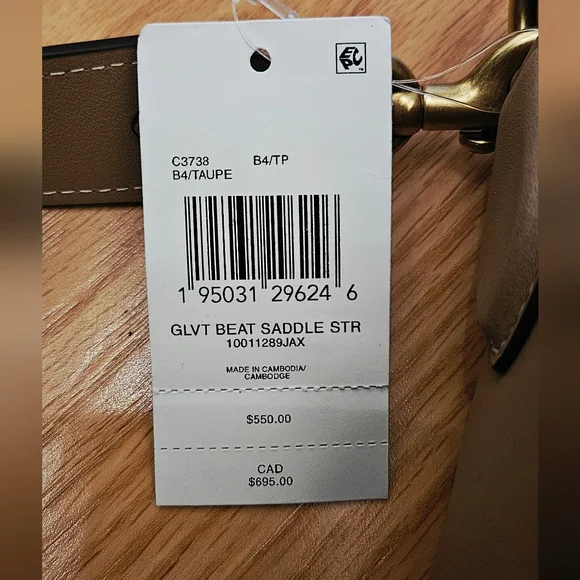 EPC
C3738 B4/TP
B4/TAUPE
1 95031 29624 6
GLVT BEAT SADDLE STR
10011289JAX
MADE IN CAMBODIA/
CAMBODGE
$550.00
CAD
$695.00